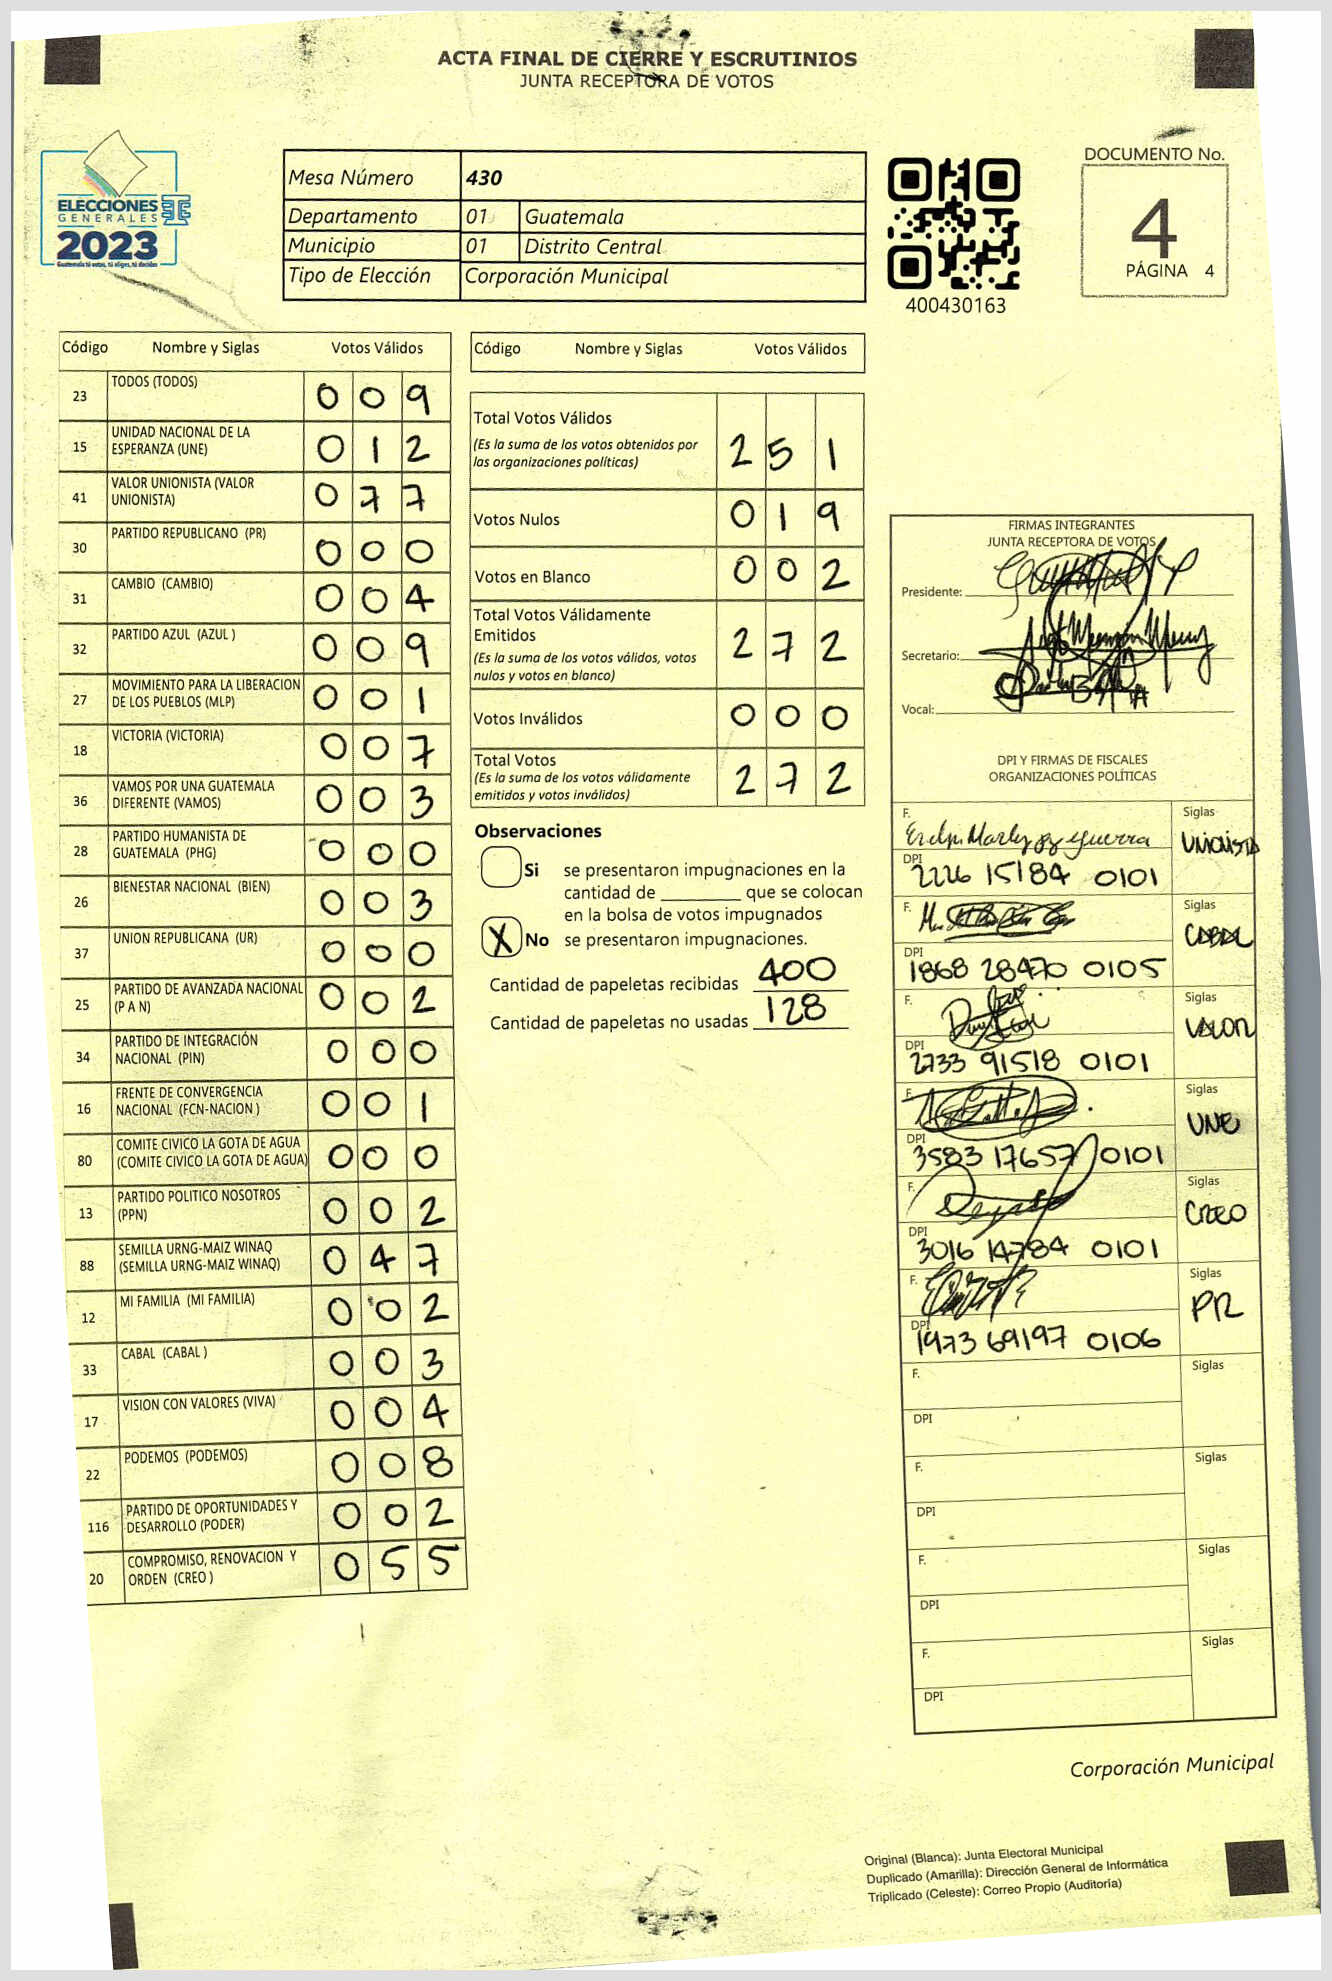 ACTA FINAL DE CIERRE Y ESCRUTINIOS
JUNTA RECEPTORA DE VOTOS
ELECCIONES
GENERALES
2023
Guatemala tú votas, tú eliges, tú decides
Mesa Número 430
Departamento 01 Guatemala
Municipio 01 Distrito Central
Tipo de Elección Corporación Municipal
400430163
DOCUMENTO No.
4
PÁGINA 4
Código Nombre y Siglas Votos Válidos
23 TODOS (TODOS) 0 0 9
15 UNIDAD NACIONAL DE LA
ESPERANZA (UNE) 0 1 2
41 VALOR UNIONISTA (VALOR
UNIONISTA) 0 7 7
30 PARTIDO REPUBLICANO (PR) 0 0 0
31 CAMBIO (CAMBIO) 0 0 4
32 PARTIDO AZUL (AZUL ) 0 0 9
27 MOVIMIENTO PARA LA LIBERACION
DE LOS PUEBLOS (MLP) 0 0 1
18 VICTORIA (VICTORIA) 0 0 7
36 VAMOS POR UNA GUATEMALA
DIFERENTE (VAMOS) 0 0 3
28 PARTIDO HUMANISTA DE
GUATEMALA (PHG) 0 0 0
26 BIENESTAR NACIONAL (BIEN) 0 0 3
37 UNION REPUBLICANA (UR) 0 0 0
25 PARTIDO DE AVANZADA NACIONAL
(P A N) 0 0 2
34 PARTIDO DE INTEGRACIÓN
NACIONAL (PIN) 0 0 0
16 FRENTE DE CONVERGENCIA
NACIONAL (FCN-NACION ) 0 0 1
80 COMITE CIVICO LA GOTA DE AGUA
(COMITE CIVICO LA GOTA DE AGUA) 0 0 0
13 PARTIDO POLITICO NOSOTROS
(PPN) 0 0 2
88 SEMILLA URNG-MAIZ WINAQ
(SEMILLA URNG-MAIZ WINAQ) 0 4 7
12 MI FAMILIA (MI FAMILIA) 0 0 2
33 CABAL (CABAL ) 0 0 3
17 VISION CON VALORES (VIVA) 0 0 4
22 PODEMOS (PODEMOS) 0 0 8
116 PARTIDO DE OPORTUNIDADES Y
DESARROLLO (PODER) 0 0 2
20 COMPROMISO, RENOVACION Y
ORDEN (CREO ) 0 5 5
Código Nombre y Siglas Votos Válidos
Total Votos Válidos
(Es la suma de los votos obtenidos por
las organizaciones políticas) 2 5 1
Votos Nulos 0 1 9
Votos en Blanco 0 0 2
Total Votos Válidamente
Emitidos
(Es la suma de los votos válidos, votos
nulos y votos en blanco) 2 7 2
Votos Inválidos 0 0 0
Total Votos
(Es la suma de los votos válidamente
emitidos y votos inválidos) 2 7 2
Observaciones
Si se presentaron impugnaciones en la
cantidad de ________ que se colocan
en la bolsa de votos impugnados
X No se presentaron impugnaciones.
Cantidad de papeletas recibidas 400
Cantidad de papeletas no usadas 128
FIRMAS INTEGRANTES
JUNTA RECEPTORA DE VOTOS
Presidente:
Secretario:
Vocal:
DPI Y FIRMAS DE FISCALES
ORGANIZACIONES POLÍTICAS
F. Guerra Siglas
UNIONISTA
DPI
2226 15184 0101
F. Siglas
CABAL
DPI
1868 28470 0105
F. Siglas
VALOR
DPI
2733 91518 0101
F. Siglas
UNE
DPI
3583 17657 0101
F. Siglas
CREO
DPI
3016 14784 0101
F. Siglas
PR
DPI
1973 69197 0106
F. Siglas
DPI
F. Siglas
DPI
F. Siglas
DPI
F. Siglas
DPI
Corporación Municipal
Original (Blanca): Junta Electoral Municipal
Duplicado (Amarilla): Dirección General de Informática
Triplicado (Celeste): Correo Propio (Auditoría)